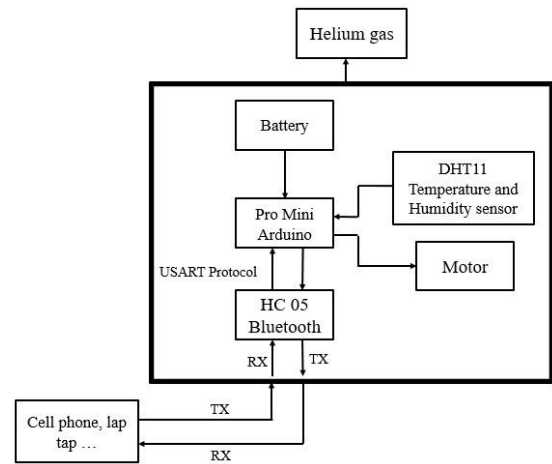 Helium gas
Battery
DHT11
Temperature and
Humidity sensor
Pro Mini
Arduino
USART Protocol
Motor
HC 05
Bluetooth
RX
TX
TX
Cell phone, lap
tap ...
RX